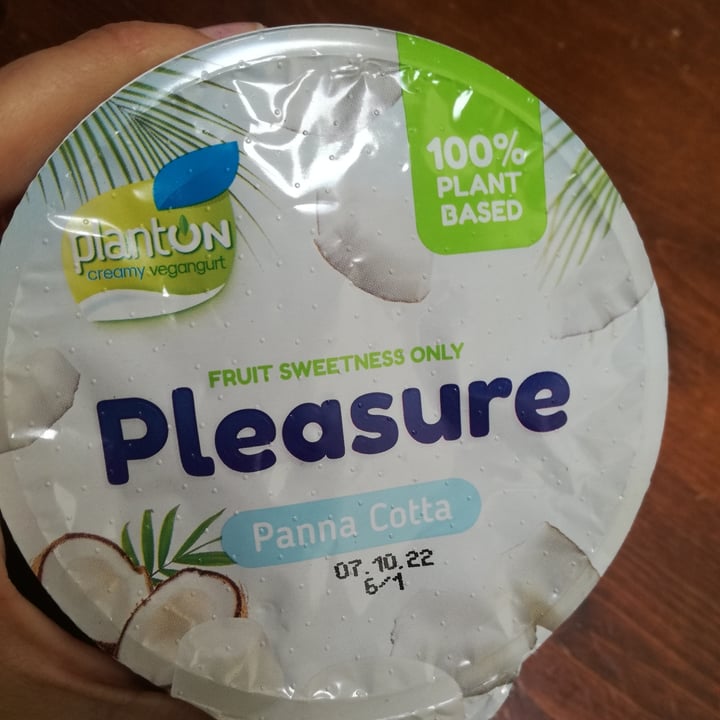 100%
PLANT
BASED
plantON
creamy vegangurt
FRUIT SWEETNESS ONLY
Pleasure
Panna Cotta
07.10.22
6/1